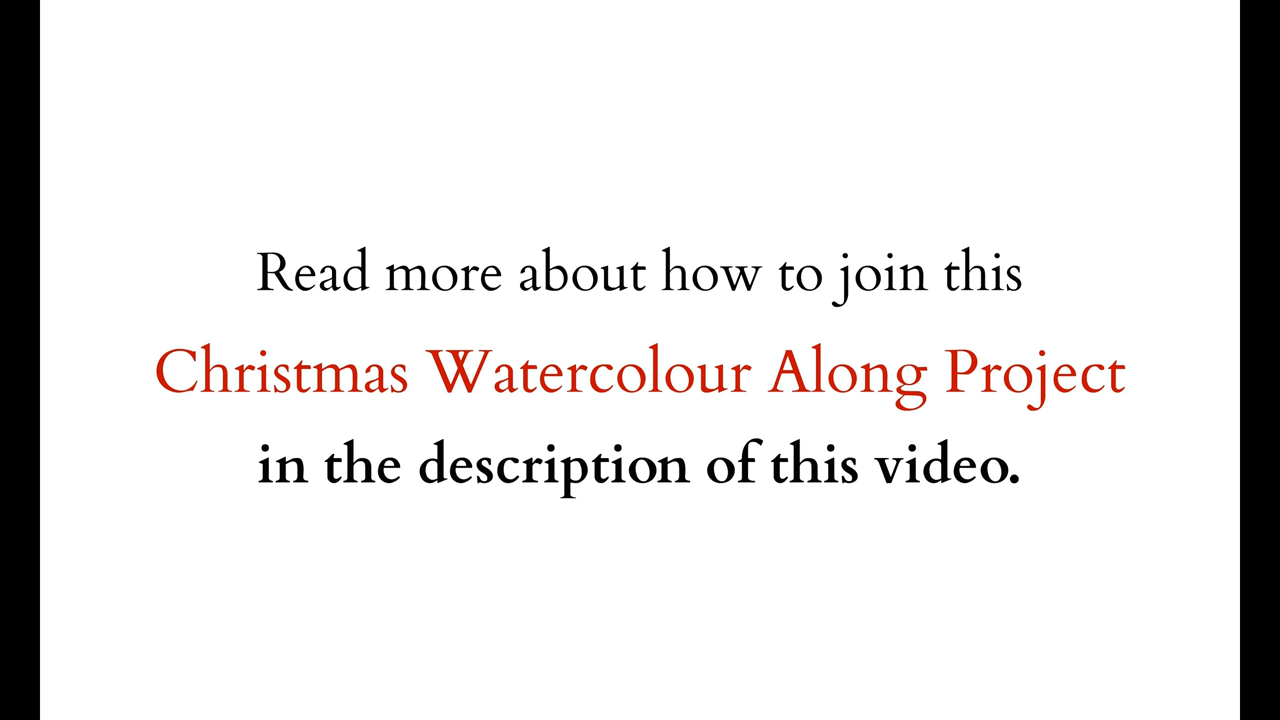 Read more about how to join this
Christmas Watercolour Along Project
in the description of this video.